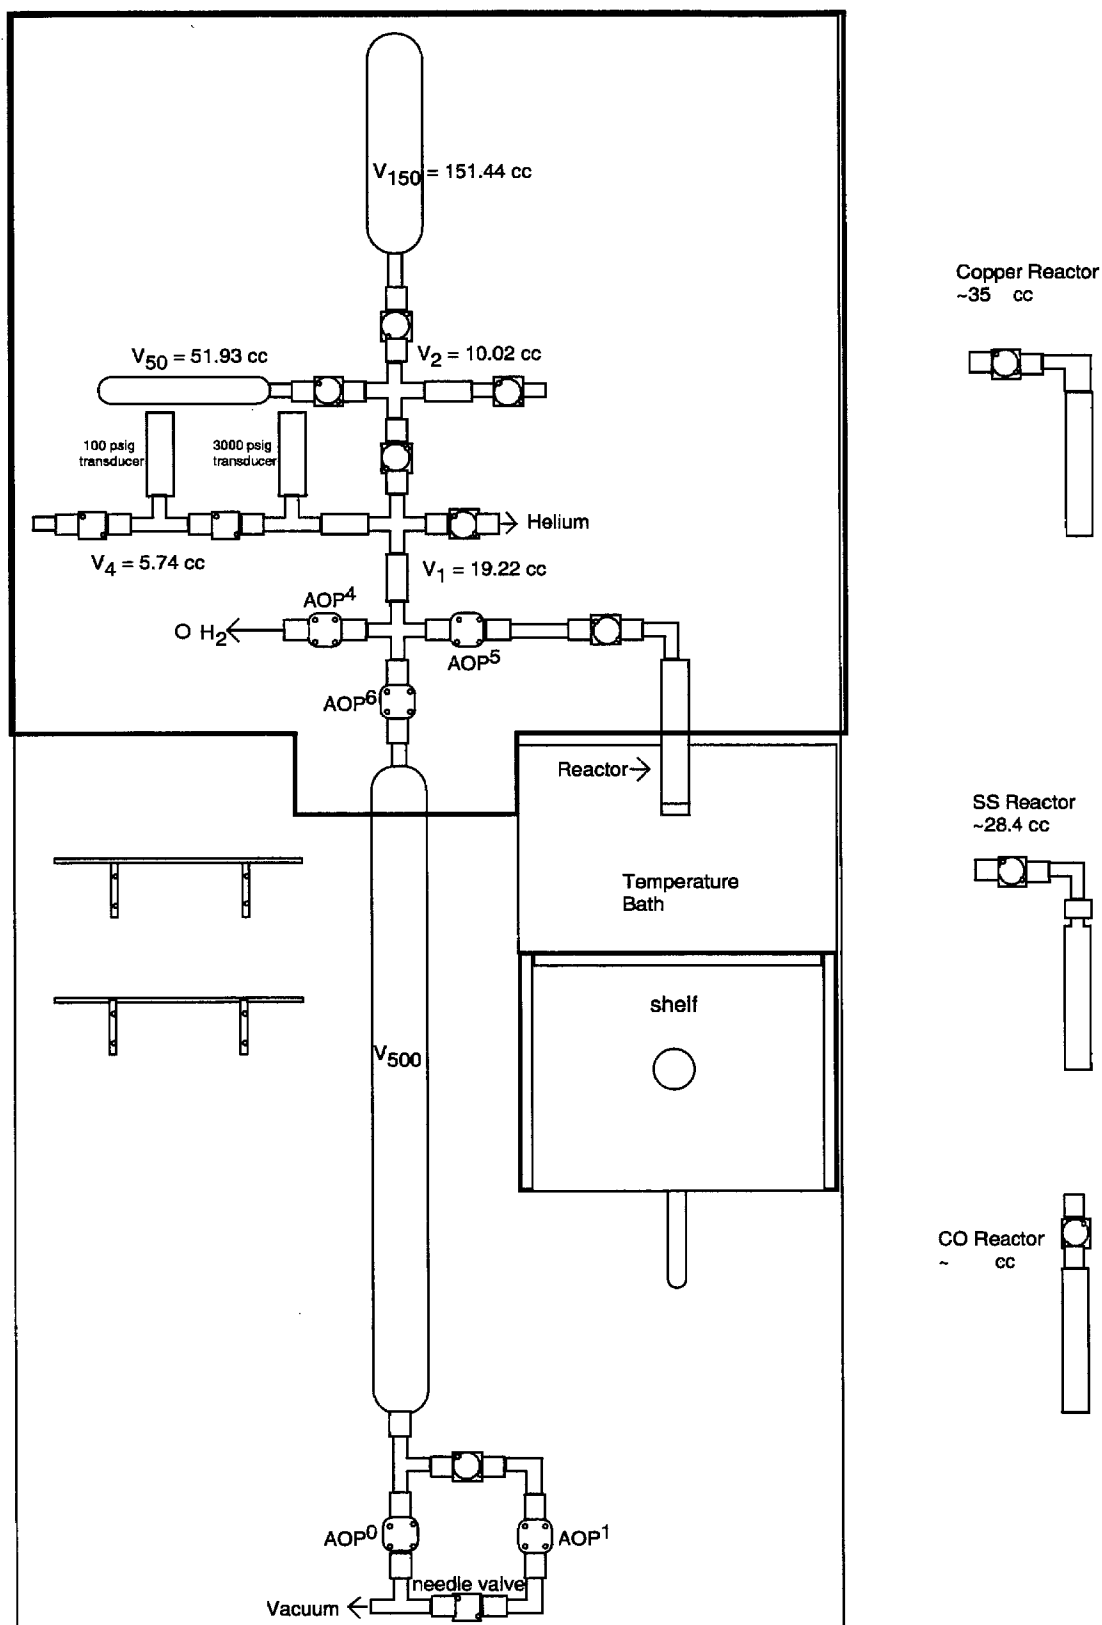 V150 = 151.44 cc
Copper Reactor
~35 cc
V50 = 51.93 cc
V2 = 10.02 cc
100 psig
transducer
3000 psig
transducer
Helium
V4 = 5.74 cc
V1 = 19.22 cc
AOP4
O H2
AOP5
AOP6
Reactor
SS Reactor
~28.4 cc
Temperature
Bath
shelf
V500
CO Reactor
~ cc
AOP0
AOP1
needle valve
Vacuum